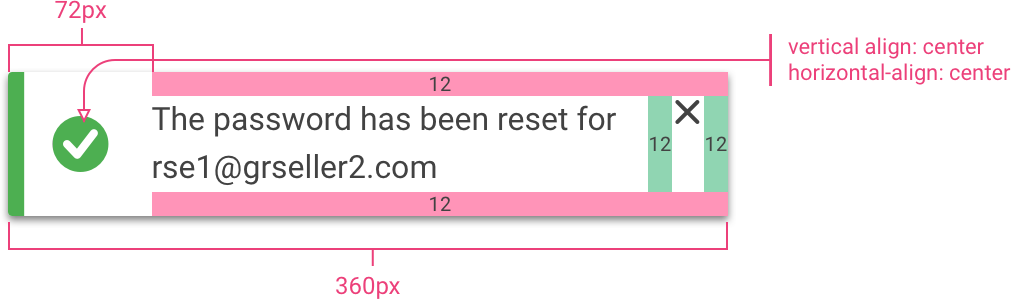 72px
vertical align: center
horizontal-align: center
12
The password has been reset for
12
12
rse1@grseller2.com
12
360px